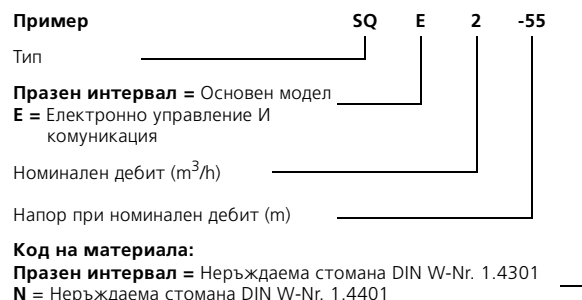 Пример SQ E 2 -55
Тип
Празен интервал = Основен модел
E = Електронно управление И
комуникация
Номинален дебит (m³/h)
Напор при номинален дебит (m)
Код на материала:
Празен интервал = Неръждаема стомана DIN W-Nr. 1.4301
N = Неръждаема стомана DIN W-Nr. 1.4401